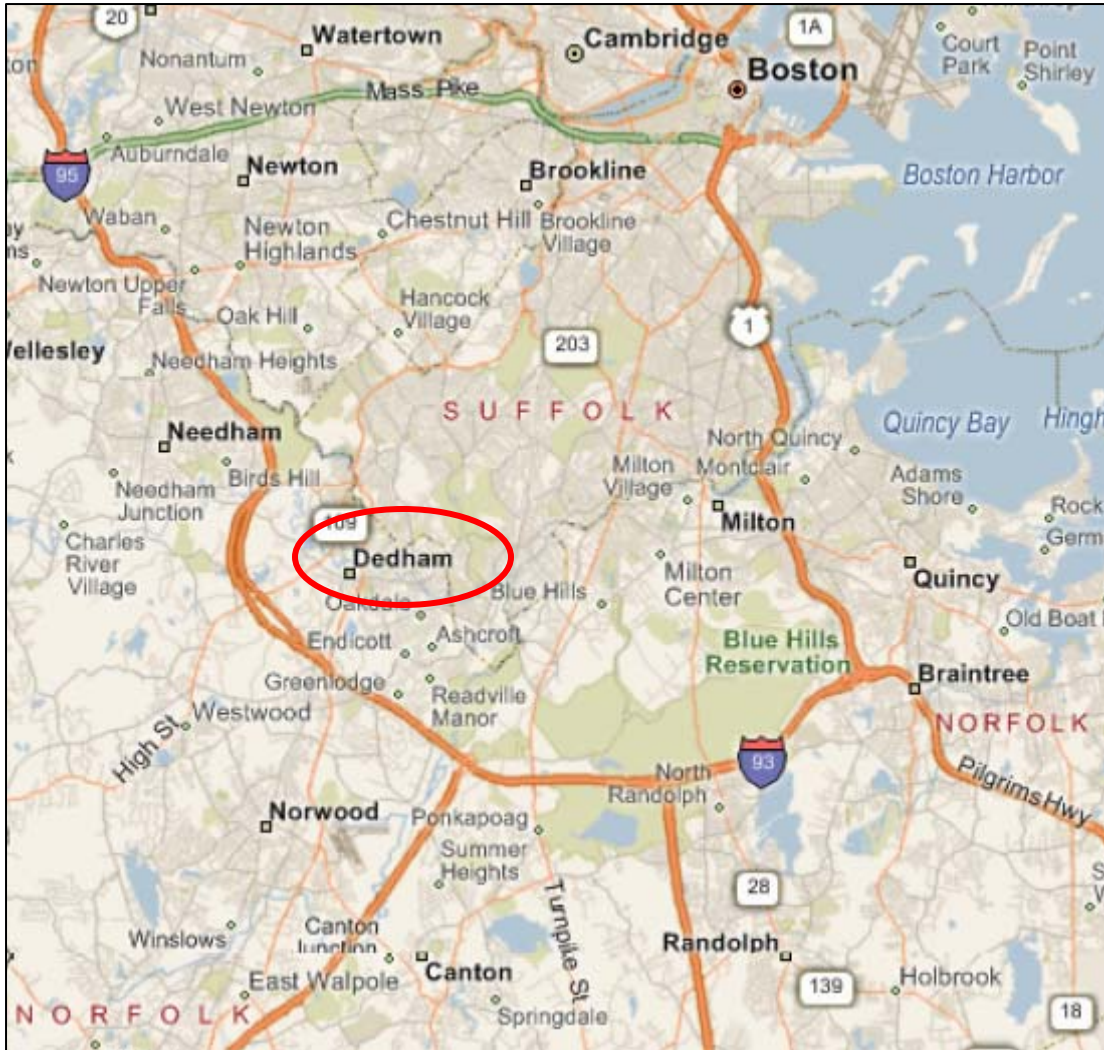 20
Watertown
Cambridge
1A
Court
Park
Point
Shirley
Nonantum
Boston
Mass Pike
West Newton
Auburndale
95
Newton
Brookline
Boston Harbor
Waban
Newton
Highlands
Chestnut Hill
Brookline
Village
Newton Upper
Falls
Oak Hill
Hancock
Village
1
203
Wellesley
Needham Heights
SUFFOLK
Quincy Bay
Needham
North Quincy
Birds Hill
Milton
Village
Montclair
Adams
Shore
Needham
Junction
109
Milton
Charles
River
Village
Dedham
Milton
Center
Quincy
Oakdale
Blue Hills
Endicott
Ashcroft
Blue Hills
Reservation
Greenlodge
Readville
Manor
Braintree
Westwood
High St
NORFOLK
93
North
Randolph
Pilgrims Hwy
Norwood
Ponkapoag
Summer
Heights
28
Turnpike St
Winslows
Canton
Junction
Randolph
Canton
East Walpole
Holbrook
139
NORFOLK
Springdale
18